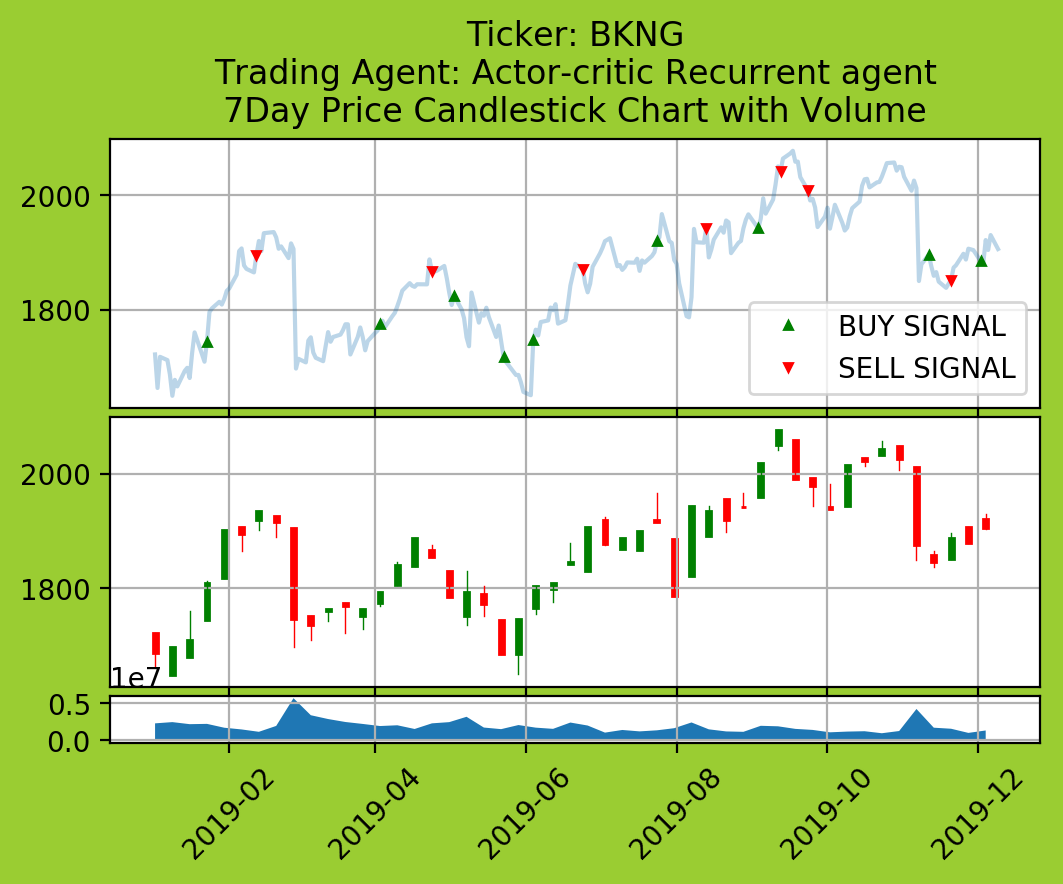 Ticker: BKNG
Trading Agent: Actor-critic Recurrent agent
7Day Price Candlestick Chart with Volume
2000
1800
BUY SIGNAL
SELL SIGNAL
2000
1800
1e7
0.5
0.0
2019-02
2019-04
2019-06
2019-08
2019-10
2019-12